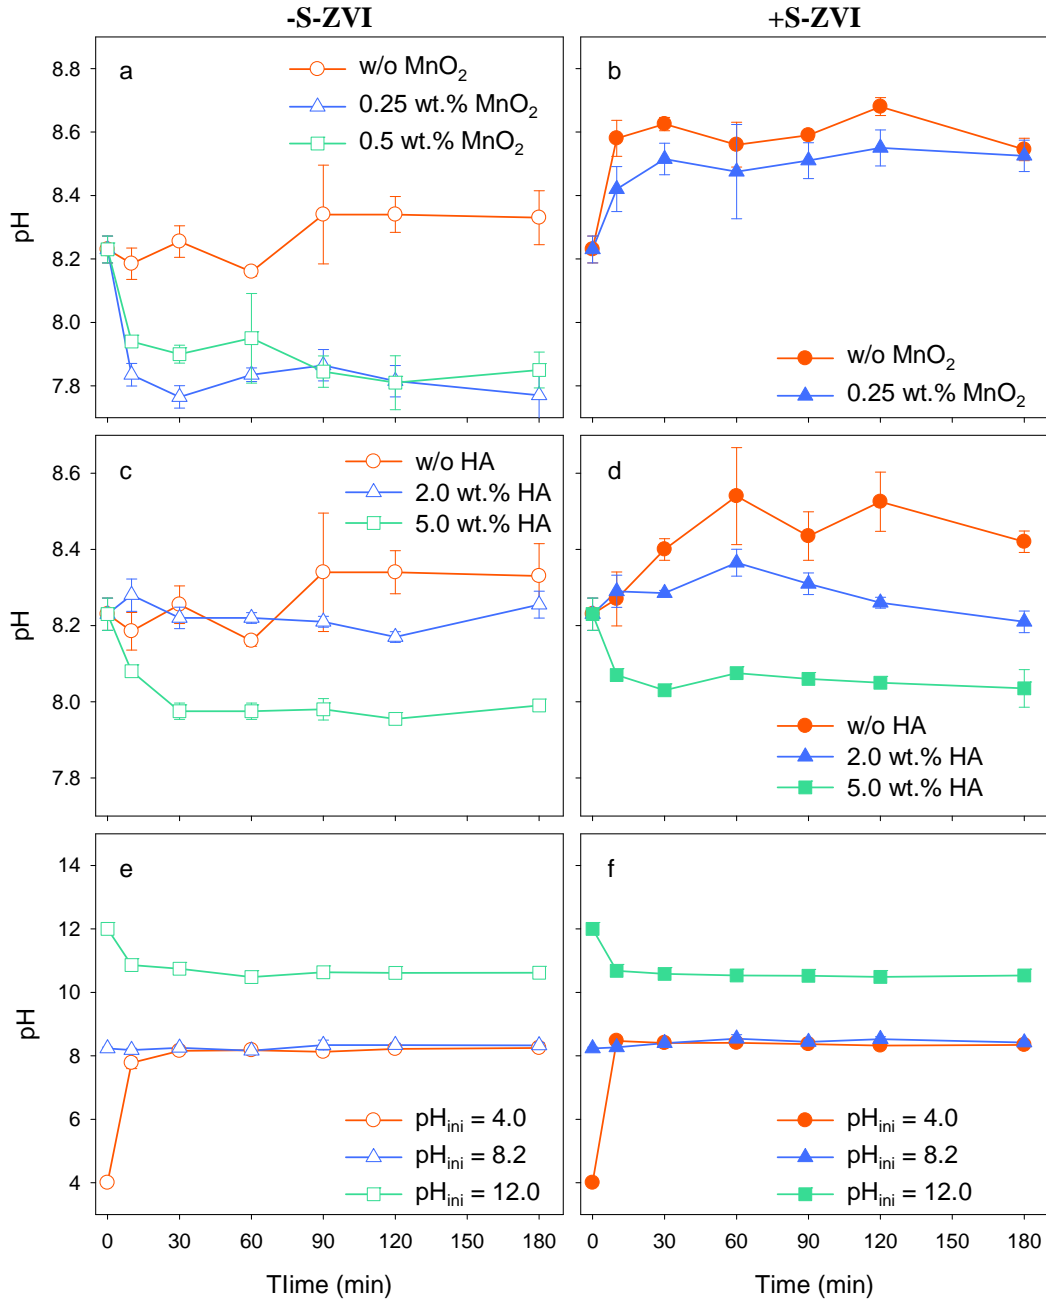 -S-ZVI
+S-ZVI
a
w/o MnO₂
0.25 wt.% MnO₂
0.5 wt.% MnO₂
8.8
8.6
8.4
8.2
8.0
7.8
pH
b
w/o MnO₂
0.25 wt.% MnO₂
c
w/o HA
2.0 wt.% HA
5.0 wt.% HA
8.6
8.4
8.2
8.0
7.8
pH
d
w/o HA
2.0 wt.% HA
5.0 wt.% HA
e
14
12
10
8
6
4
pH
pHini = 4.0
pHini = 8.2
pHini = 12.0
0 30 60 90 120 150 180
TIime (min)
f
pHini = 4.0
pHini = 8.2
pHini = 12.0
0 30 60 90 120 150 180
Time (min)